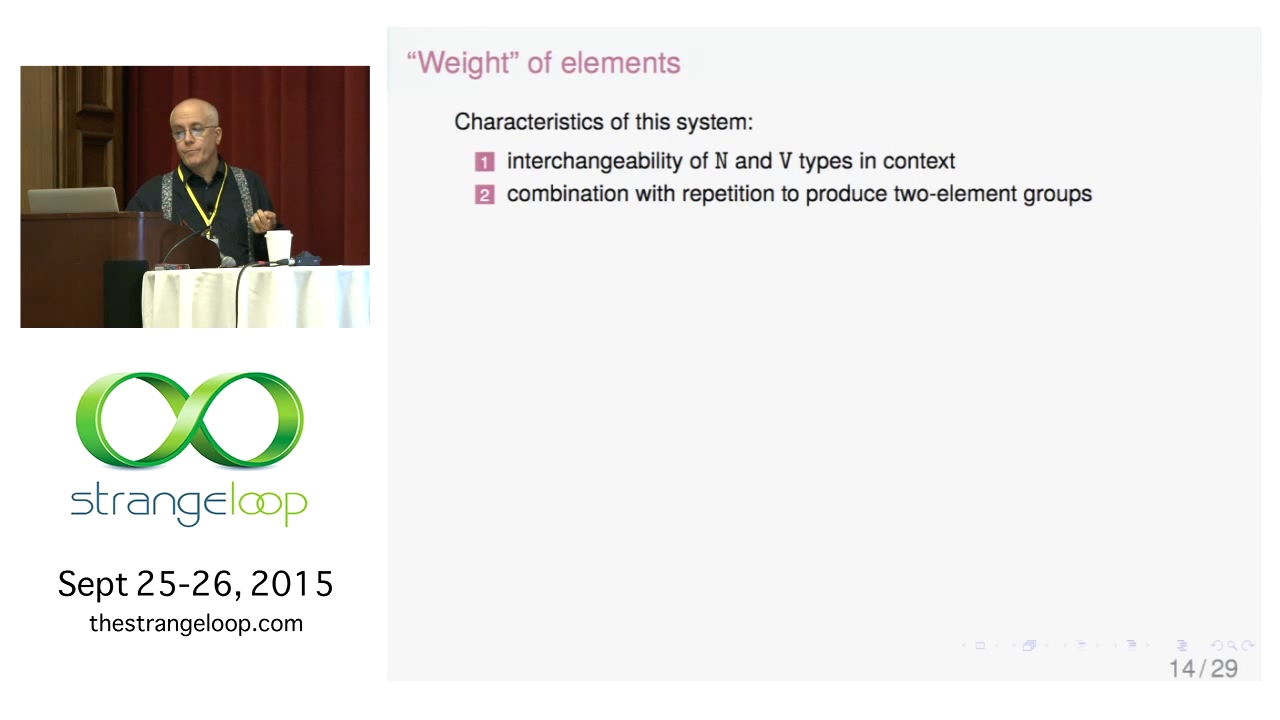 “Weight” of elements
Characteristics of this system:
1 interchangeability of N and V types in context
2 combination with repetition to produce two-element groups
strangeloop
Sept 25-26, 2015
thestrangeloop.com
14 / 29